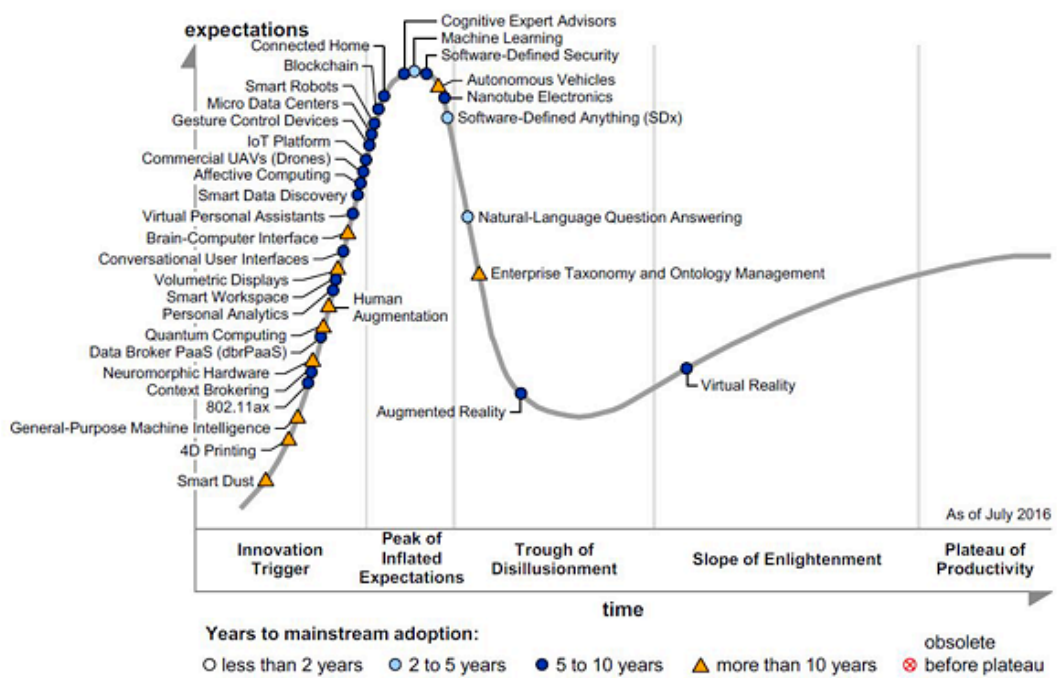 expectations
Connected Home
Blockchain
Smart Robots
Micro Data Centers
Gesture Control Devices
IoT Platform
Commercial UAVs (Drones)
Affective Computing
Smart Data Discovery
Virtual Personal Assistants
Brain-Computer Interface
Conversational User Interfaces
Volumetric Displays
Smart Workspace
Personal Analytics
Quantum Computing
Data Broker PaaS (dbrPaaS)
Neuromorphic Hardware
Context Brokering
802.11ax
General-Purpose Machine Intelligence
4D Printing
Smart Dust
Human
Augmentation
Cognitive Expert Advisors
Machine Learning
Software-Defined Security
Autonomous Vehicles
Nanotube Electronics
Software-Defined Anything (SDx)
Natural-Language Question Answering
Enterprise Taxonomy and Ontology Management
Augmented Reality
Virtual Reality
As of July 2016
Innovation
Trigger
Peak of
Inflated
Expectations
Trough of
Disillusionment
Slope of Enlightenment
Plateau of
Productivity
time
Years to mainstream adoption:
less than 2 years
2 to 5 years
5 to 10 years
more than 10 years
obsolete
before plateau